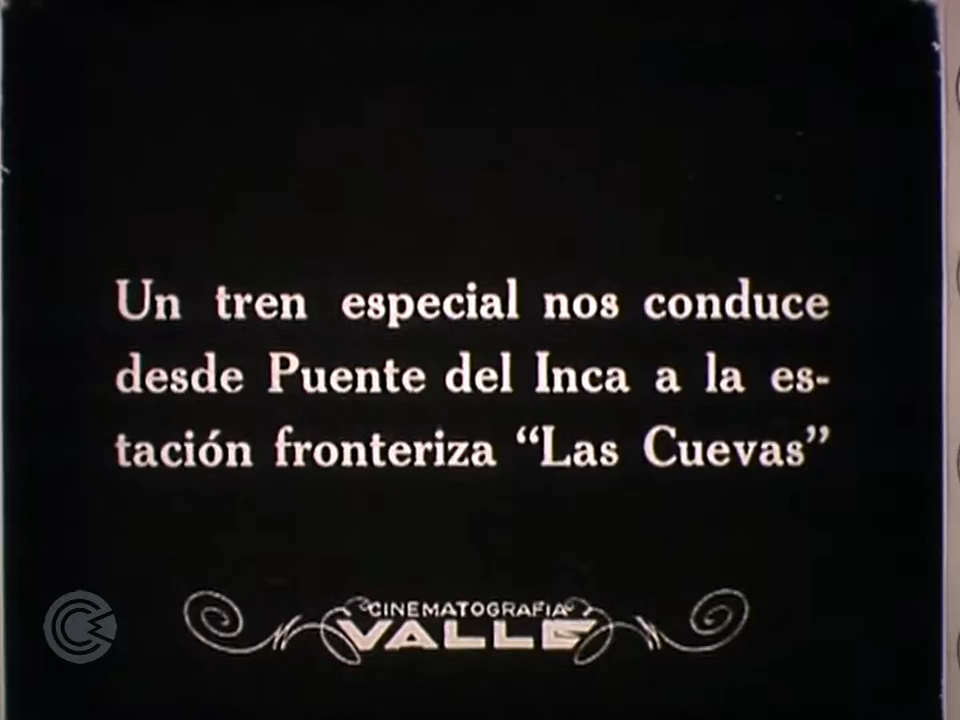 Un tren especial nos conduce
desde Puente del Inca a la es-
tación fronteriza “Las Cuevas”
CINEMATOGRAFIA
VALLE